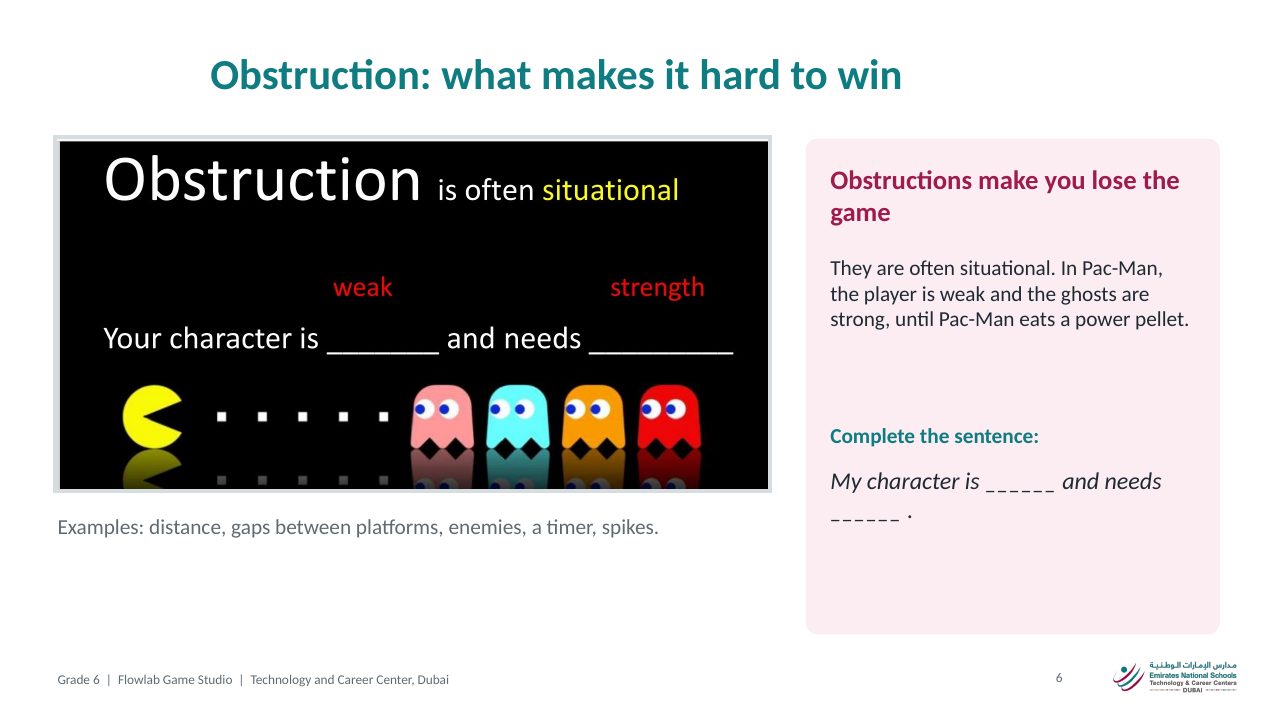 Obstruction: what makes it hard to win
Obstruction is often situational
weak strength
Your character is _______ and needs _________
Examples: distance, gaps between platforms, enemies, a timer, spikes.
Obstructions make you lose the
game
They are often situational. In Pac-Man,
the player is weak and the ghosts are
strong, until Pac-Man eats a power pellet.
Complete the sentence:
My character is ______ and needs
______ .
Grade 6 | Flowlab Game Studio | Technology and Career Center, Dubai
6
مدارس الإمارات الوطنية
Emirates National Schools
Technology & Career Centers
DUBAI